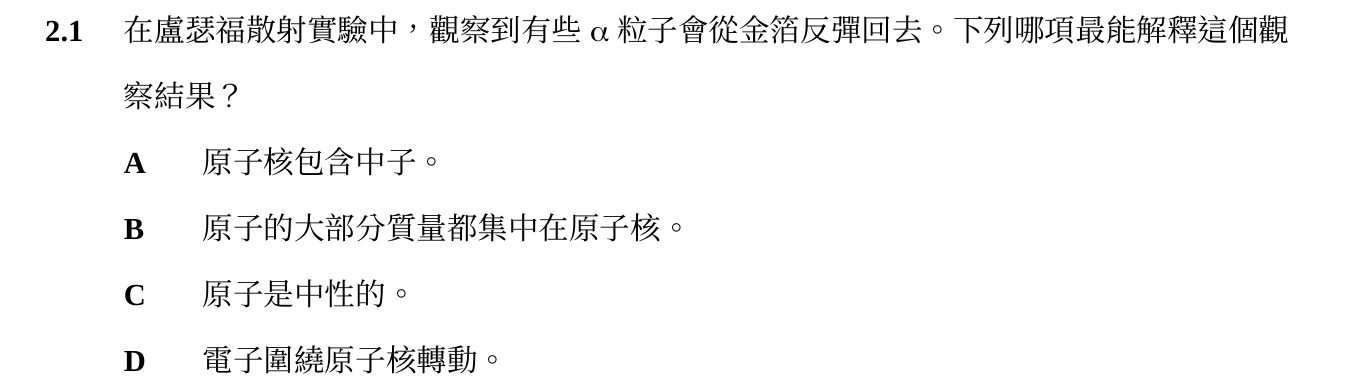 2.1 在盧瑟福散射實驗中，觀察到有些 α 粒子會從金箔反彈回去。下列哪項最能解釋這個觀
察結果？
A 原子核包含中子。
B 原子的大部分質量都集中在原子核。
C 原子是中性的。
D 電子圍繞原子核轉動。